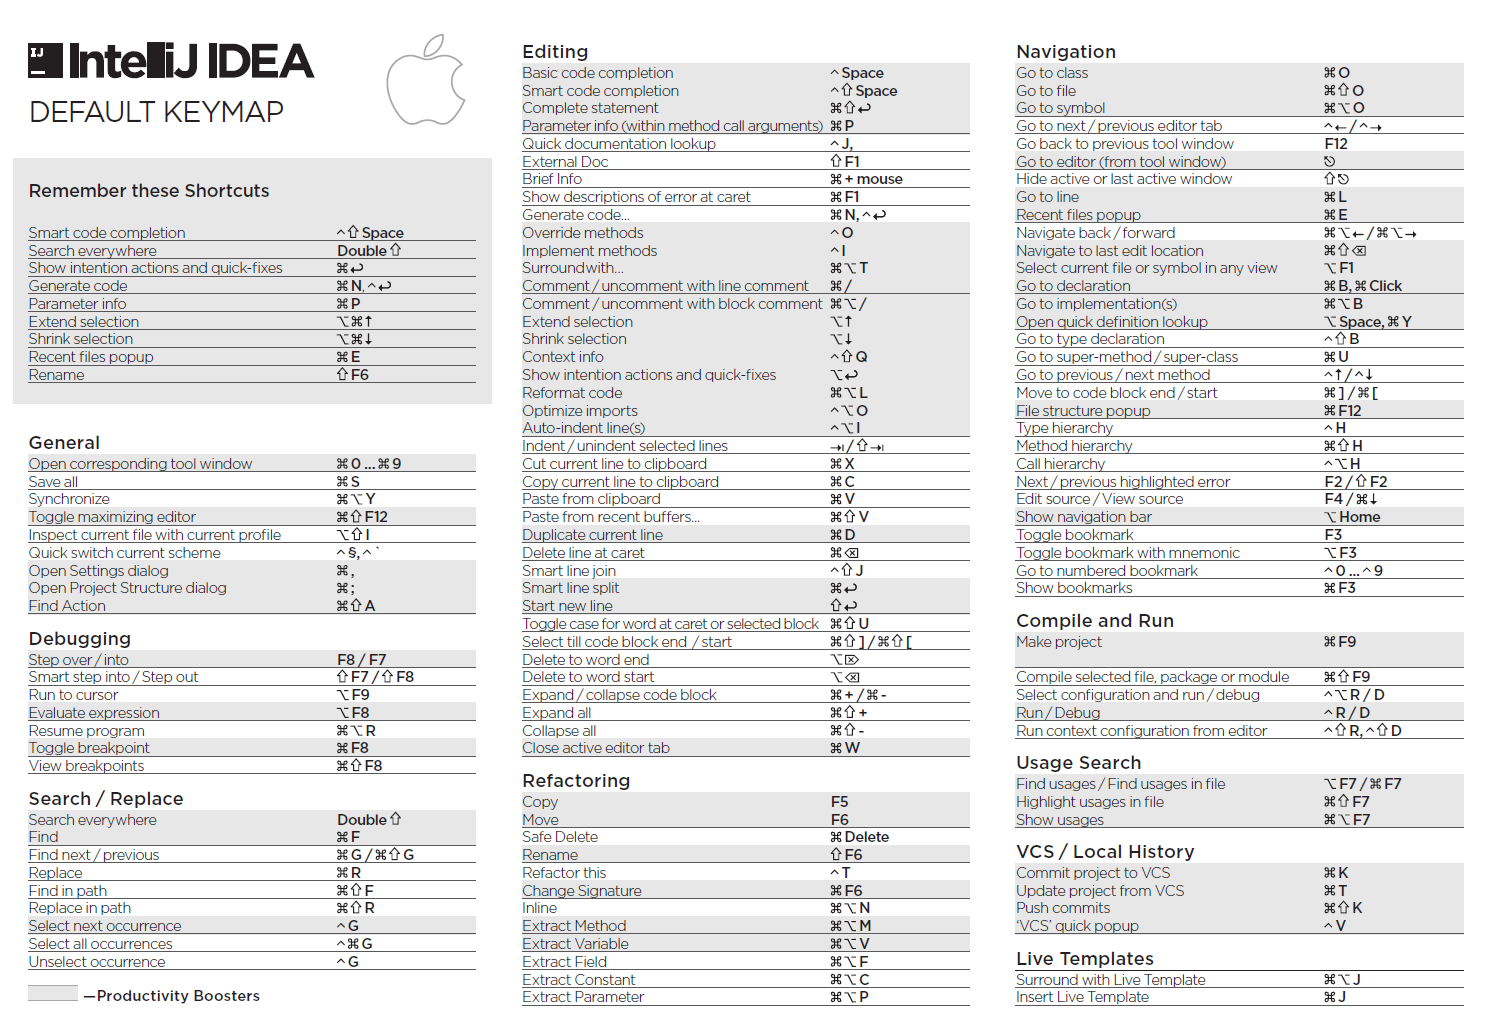 IJ IntelliJ IDEA
DEFAULT KEYMAP
Remember these Shortcuts
Smart code completion ^⇧Space
Search everywhere Double⇧
Show intention actions and quick-fixes ⌘↩
Generate code ⌘N, ^↩
Parameter info ⌘P
Extend selection ⌥⌘↑
Shrink selection ⌥⌘↓
Recent files popup ⌘E
Rename ⇧F6
General
Open corresponding tool window ⌘0 ... ⌘9
Save all ⌘S
Synchronize ⌘⌥Y
Toggle maximizing editor ⌘⇧F12
Inspect current file with current profile ⌥⇧I
Quick switch current scheme ^§, ^`
Open Settings dialog ⌘,
Open Project Structure dialog ⌘;
Find Action ⌘⇧A
Debugging
Step over / into F8 / F7
Smart step into / Step out ⇧F7 / ⇧F8
Run to cursor ⌥F9
Evaluate expression ⌥F8
Resume program ⌘⌥R
Toggle breakpoint ⌘F8
View breakpoints ⌘⇧F8
Search / Replace
Search everywhere Double⇧
Find ⌘F
Find next / previous ⌘G / ⌘⇧G
Replace ⌘R
Find in path ⌘⇧F
Replace in path ⌘⇧R
Select next occurrence ^G
Select all occurrences ^⌘G
Unselect occurrence ^G
—Productivity Boosters
Editing
Basic code completion ^Space
Smart code completion ^⇧Space
Complete statement ⌘⇧↩
Parameter info (within method call arguments) ⌘P
Quick documentation lookup ^J,
External Doc ⇧F1
Brief Info ⌘+ mouse
Show descriptions of error at caret ⌘F1
Generate code... ⌘N, ^↩
Override methods ^O
Implement methods ^I
Surroundwith... ⌘⌥T
Comment / uncomment with line comment ⌘/
Comment / uncomment with block comment ⌘⌥/
Extend selection ⌥↑
Shrink selection ⌥↓
Context info ^⇧Q
Show intention actions and quick-fixes ⌥↩
Reformat code ⌘⌥L
Optimize imports ^⌥O
Auto-indent line(s) ^⌥I
Indent / unindent selected lines ⇥ / ⇧⇥
Cut current line to clipboard ⌘X
Copy current line to clipboard ⌘C
Paste from clipboard ⌘V
Paste from recent buffers... ⌘⇧V
Duplicate current line ⌘D
Delete line at caret ⌘⌫
Smart line join ^⇧J
Smart line split ⌘↩
Start new line ⇧↩
Toggle case for word at caret or selected block ⌘⇧U
Select till code block end / start ⌘⇧] / ⌘⇧[
Delete to word end ⌥⌦
Delete to word start ⌥⌫
Expand / collapse code block ⌘+ / ⌘-
Expand all ⌘⇧+
Collapse all ⌘⇧-
Close active editor tab ⌘W
Refactoring
Copy F5
Move F6
Safe Delete ⌘Delete
Rename ⇧F6
Refactor this ^T
Change Signature ⌘F6
Inline ⌘⌥N
Extract Method ⌘⌥M
Extract Variable ⌘⌥V
Extract Field ⌘⌥F
Extract Constant ⌘⌥C
Extract Parameter ⌘⌥P
Navigation
Go to class ⌘O
Go to file ⌘⇧O
Go to symbol ⌘⌥O
Go to next / previous editor tab ^← / ^→
Go back to previous tool window F12
Go to editor (from tool window) ⎋
Hide active or last active window ⇧⎋
Go to line ⌘L
Recent files popup ⌘E
Navigate back / forward ⌘⌥← / ⌘⌥→
Navigate to last edit location ⌘⇧⌫
Select current file or symbol in any view ⌥F1
Go to declaration ⌘B, ⌘Click
Go to implementation(s) ⌘⌥B
Open quick definition lookup ⌥Space, ⌘Y
Go to type declaration ^⇧B
Go to super-method / super-class ⌘U
Go to previous / next method ^↑ / ^↓
Move to code block end / start ⌘] / ⌘[
File structure popup ⌘F12
Type hierarchy ^H
Method hierarchy ⌘⇧H
Call hierarchy ^⌥H
Next / previous highlighted error F2 / ⇧F2
Edit source / View source F4 / ⌘↓
Show navigation bar ⌥Home
Toggle bookmark F3
Toggle bookmark with mnemonic ⌥F3
Go to numbered bookmark ^0 ... ^9
Show bookmarks ⌘F3
Compile and Run
Make project ⌘F9
Compile selected file, package or module ⌘⇧F9
Select configuration and run / debug ^⌥R / D
Run / Debug ^R / D
Run context configuration from editor ^⇧R, ^⇧D
Usage Search
Find usages / Find usages in file ⌥F7 / ⌘F7
Highlight usages in file ⌘⇧F7
Show usages ⌘⌥F7
VCS / Local History
Commit project to VCS ⌘K
Update project from VCS ⌘T
Push commits ⌘⇧K
‘VCS’ quick popup ^V
Live Templates
Surround with Live Template ⌘⌥J
Insert Live Template ⌘J